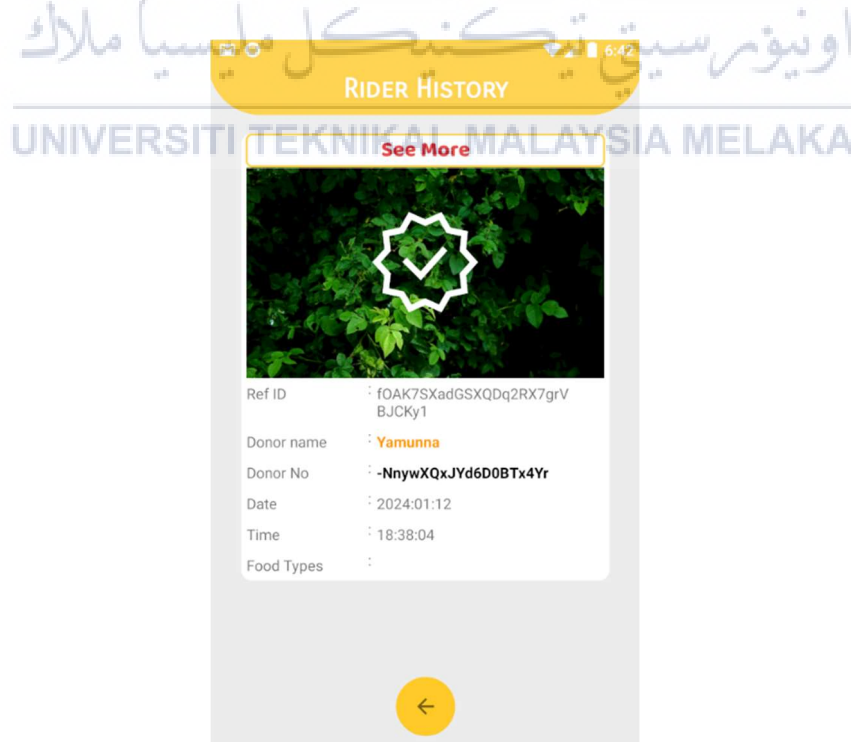 اونيۏرسيتي تيكنيكل مليسيا ملاك
6:42
RIDER HISTORY
UNIVERSITI TEKNIKAL MALAYSIA MELAKA
See More
Ref ID : fOAK7SXadGSXQDq2RX7grV
BJCKy1
Donor name : Yamunna
Donor No : -NnywXQxJYd6D0BTx4Yr
Date : 2024:01:12
Time : 18:38:04
Food Types :